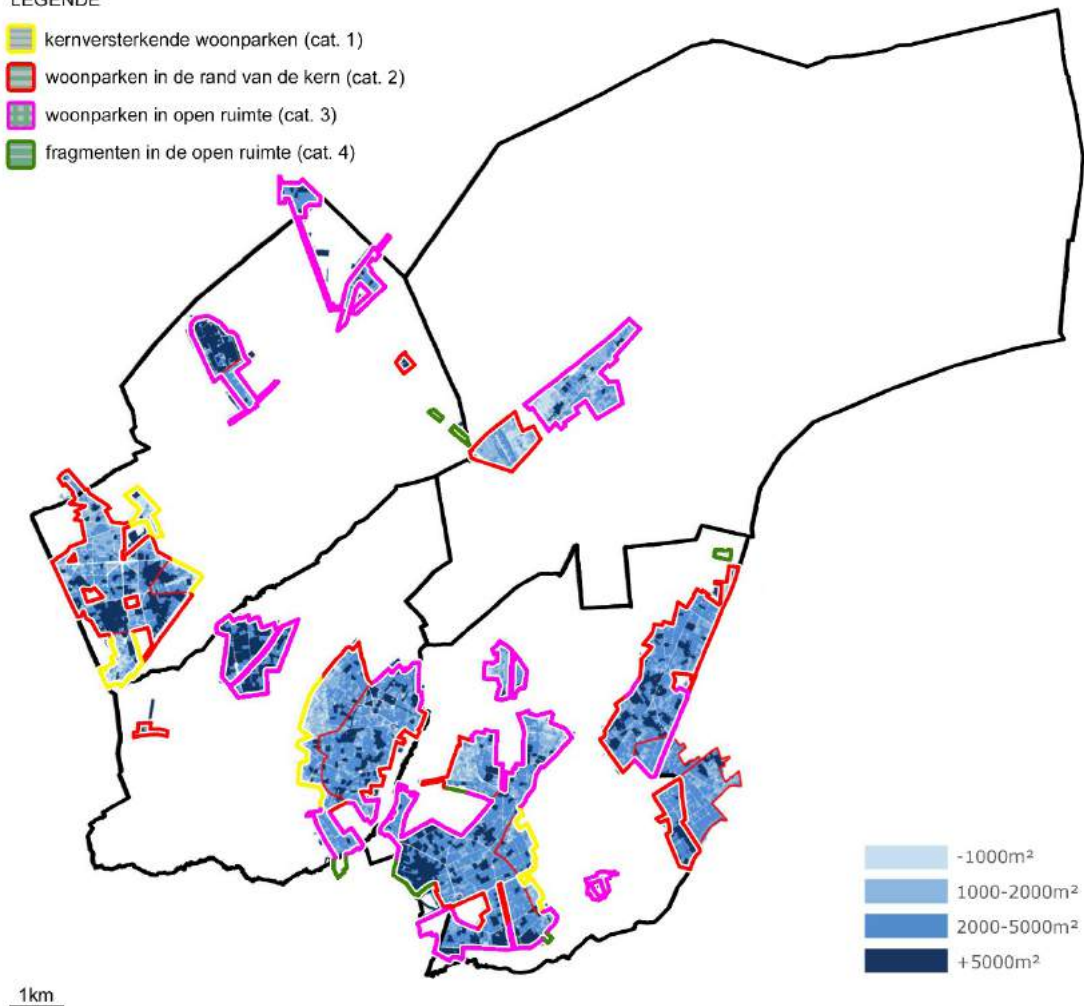 LEGENDE
kernversterkende woonparken (cat. 1)
woonparken in de rand van de kern (cat. 2)
woonparken in open ruimte (cat. 3)
fragmenten in de open ruimte (cat. 4)
-1000m²
1000-2000m²
2000-5000m²
+5000m²
1km